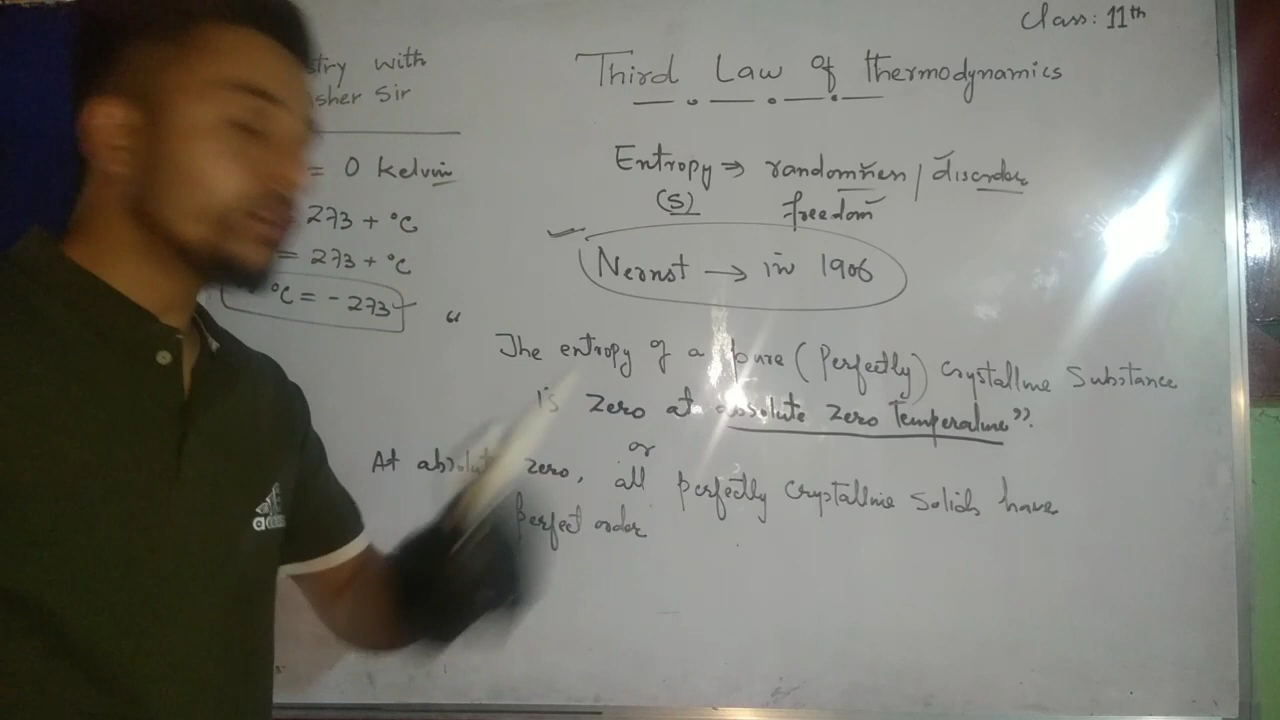 Class: 11th
stry with
sher Sir
Third Law of thermodynamics
= 0 Kelvin
273 + °C
= 273 + °C
°C = - 273
Entropy ⇒ randomness / disorder
(S) freedom
Nernst → in 1906
“ The entropy of a pure (Perfectly) Crystalline Substance
is Zero at absolute Zero Temperature”.
or
At absolute zero, all perfectly crystalline solids have
perfect order
adidas